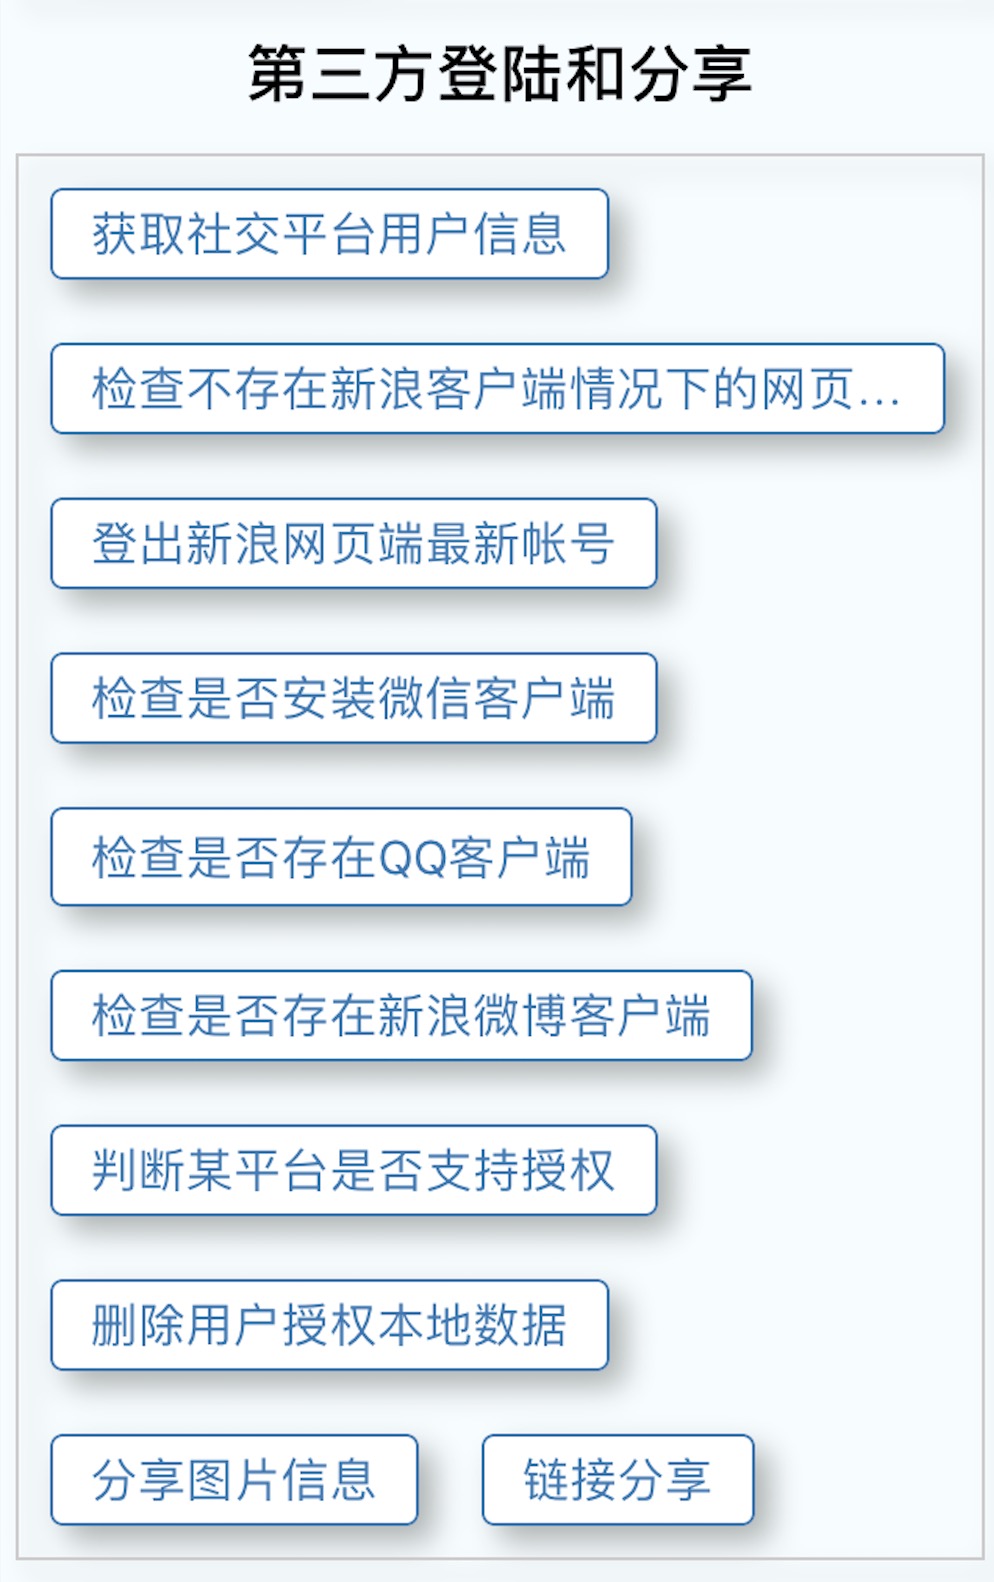 第三方登陆和分享
获取社交平台用户信息
检查不存在新浪客户端情况下的网页...
登出新浪网页端最新帐号
检查是否安装微信客户端
检查是否存在QQ客户端
检查是否存在新浪微博客户端
判断某平台是否支持授权
删除用户授权本地数据
分享图片信息 链接分享